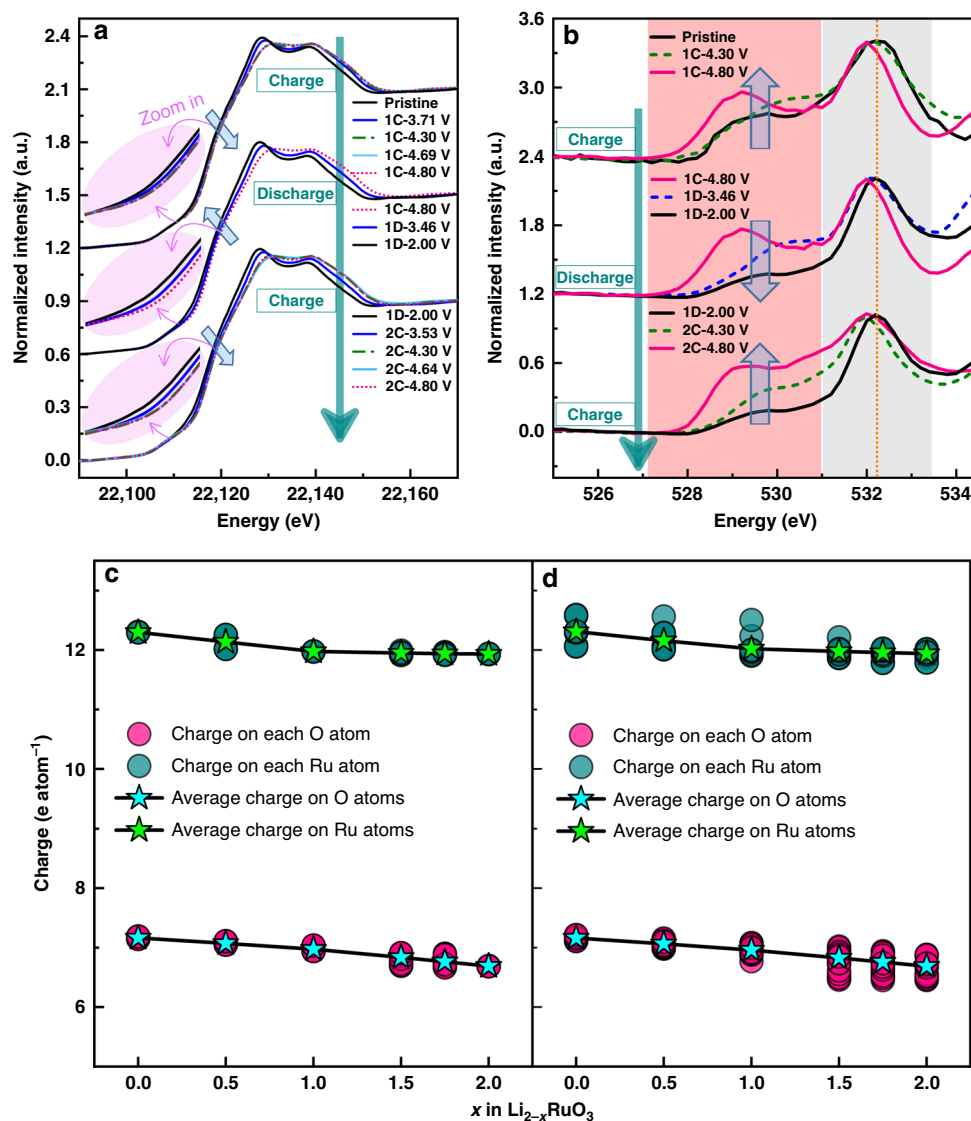 a
2.4
2.1
1.8
1.5
1.2
0.9
0.6
0.3
0.0
Normalized intensity (a.u.)
Zoom in
Charge
Pristine
1C-3.71 V
1C-4.30 V
1C-4.69 V
1C-4.80 V
Discharge
1C-4.80 V
1D-3.46 V
1D-2.00 V
Charge
1D-2.00 V
2C-3.53 V
2C-4.30 V
2C-4.64 V
2C-4.80 V
22,100 22,120 22,145 22,170
Energy (eV)
b
3.6
3.0
2.4
1.8
1.2
0.6
0.0
Normalized intensity (a.u.)
Pristine
1C-4.30 V
1C-4.80 V
Charge
1C-4.80 V
1D-3.46 V
1D-2.00 V
Discharge
1D-2.00 V
2C-4.30 V
2C-4.80 V
Charge
526 528 530 532 534
Energy (eV)
c
12
10
8
6
Charge (e atom⁻¹)
Charge on each O atom
Charge on each Ru atom
Average charge on O atoms
Average charge on Ru atoms
0.0 0.5 1.0 1.5 2.0
d
Charge on each O atom
Charge on each Ru atom
Average charge on O atoms
Average charge on Ru atoms
0.0 0.5 1.0 1.5 2.0
x in Li₂₋ₓRuO₃